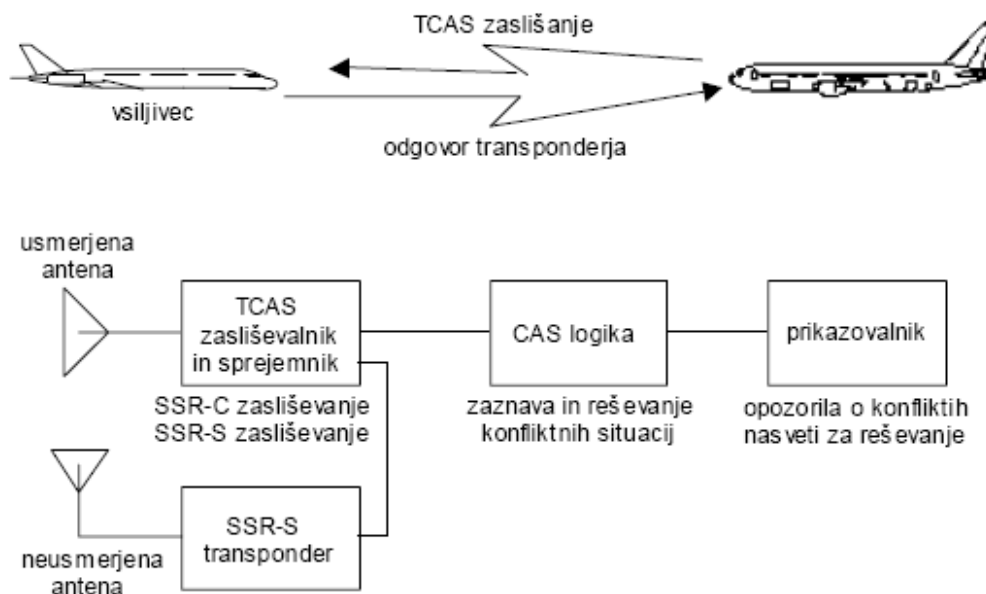 TCAS zaslišanje
vsiljivec
odgovor transponderja
usmerjena
antena
TCAS
zasliševalnik
in sprejemnik
CAS logika
prikazovalnik
SSR-C zasliševanje
SSR-S zasliševanje
zaznava in reševanje
konfliktnih situacij
opozorila o konfliktih
nasveti za reševanje
SSR-S
transponder
neusmerjena
antena